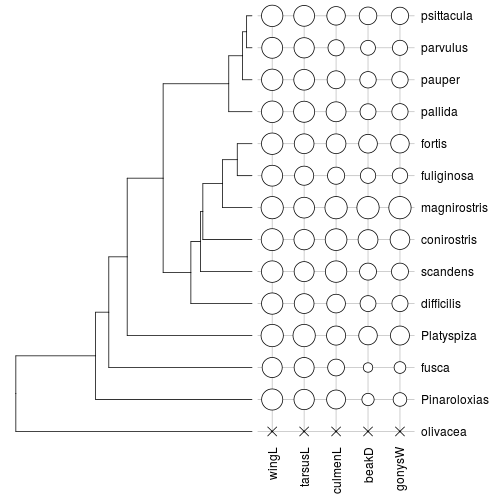 psittacula
parvulus
pauper
pallida
fortis
fuliginosa
magnirostris
conirostris
scandens
difficilis
Platyspiza
fusca
Pinaroloxias
olivacea
wingL
tarsusL
culmenL
beakD
gonysW